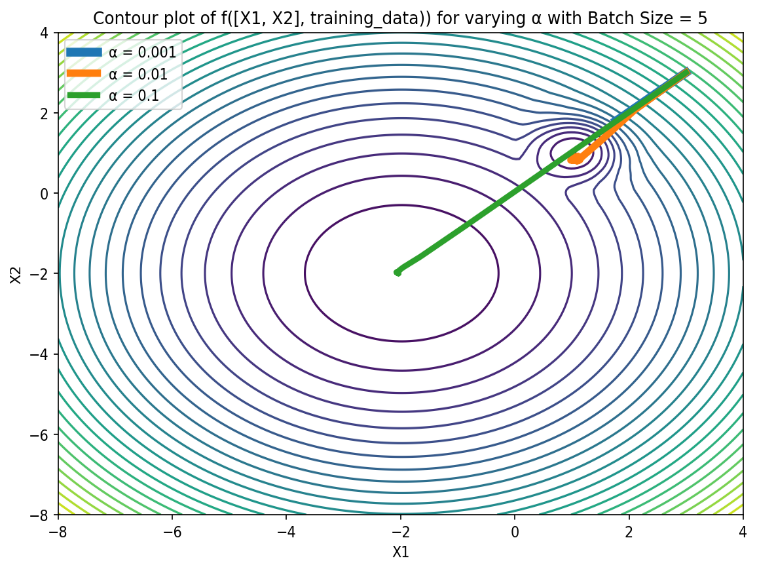 Contour plot of f([X1, X2], training_data)) for varying α with Batch Size = 5
α = 0.001
α = 0.01
α = 0.1
4
2
0
−2
−4
−6
−8
X2
−8 −6 −4 −2 0 2 4
X1